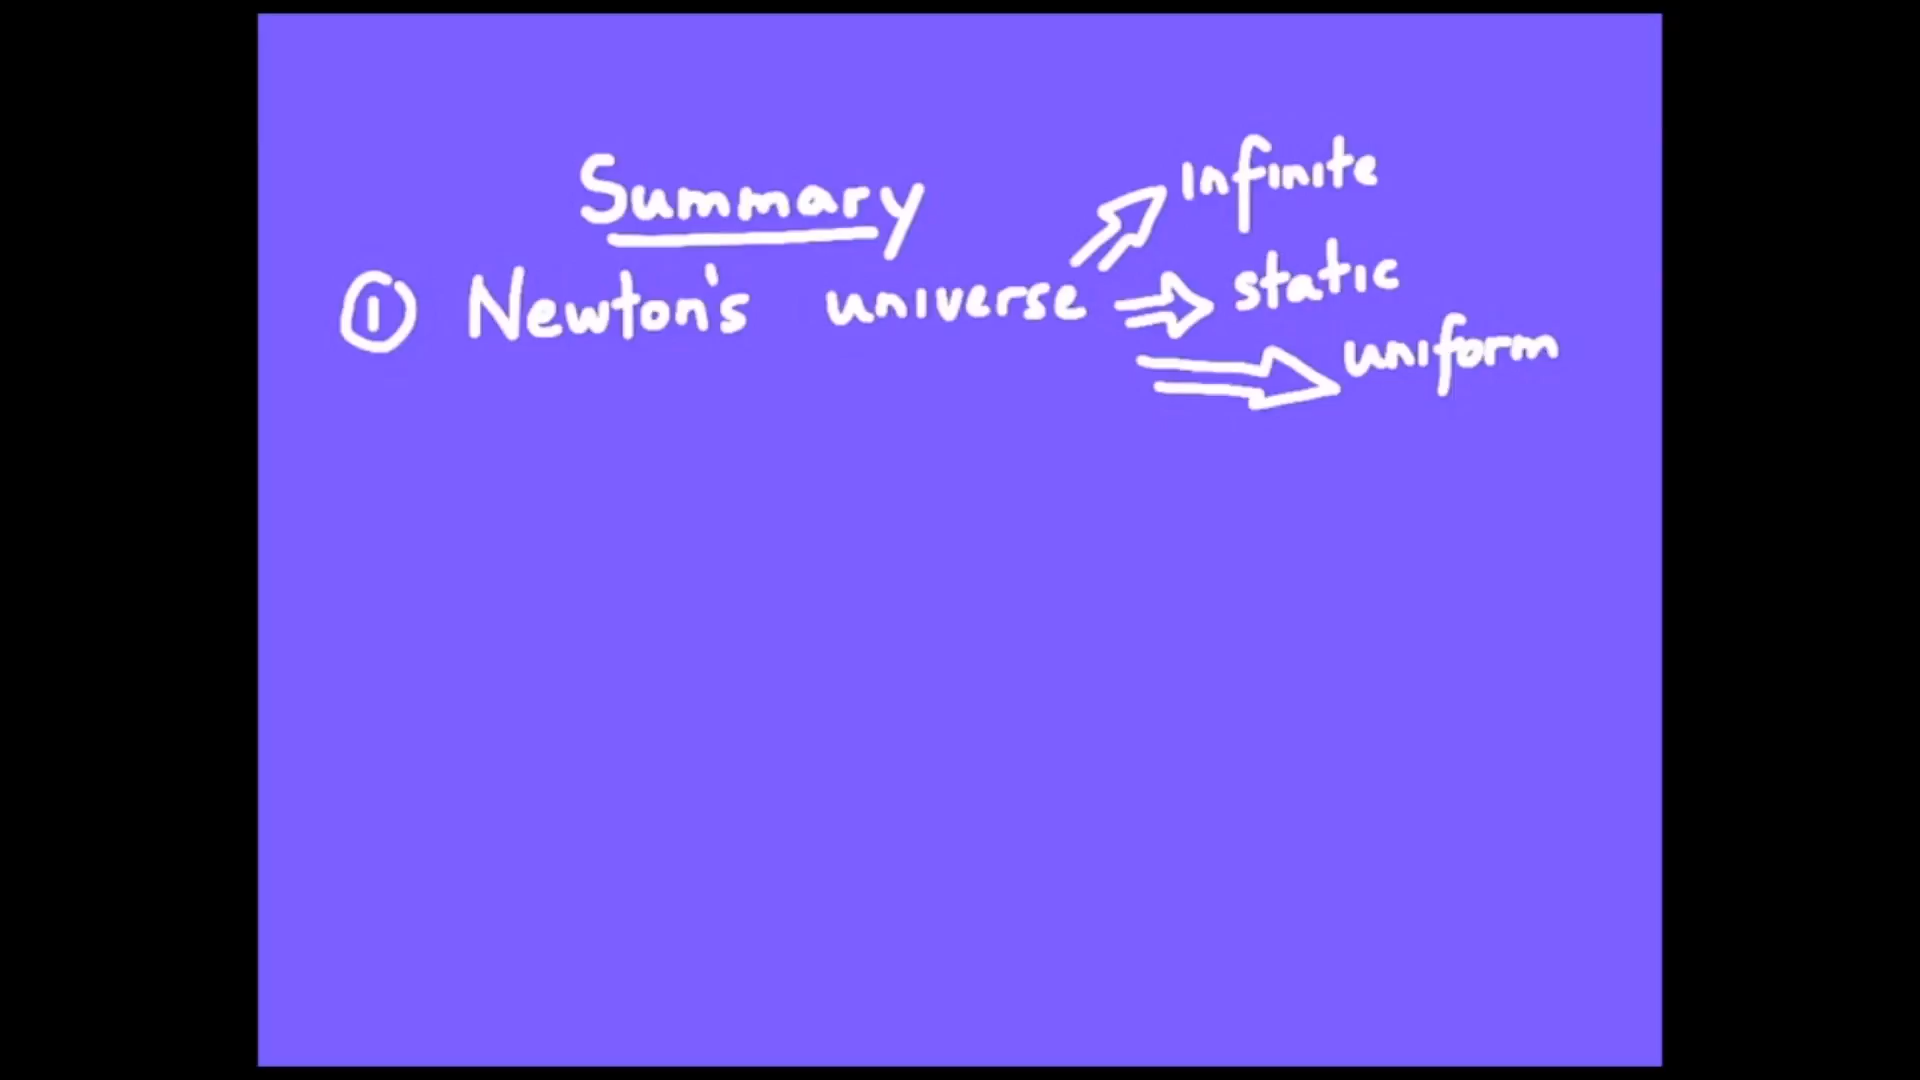 Summary
① Newton's universe ⇒ infinite
⇒ static
⇒ uniform